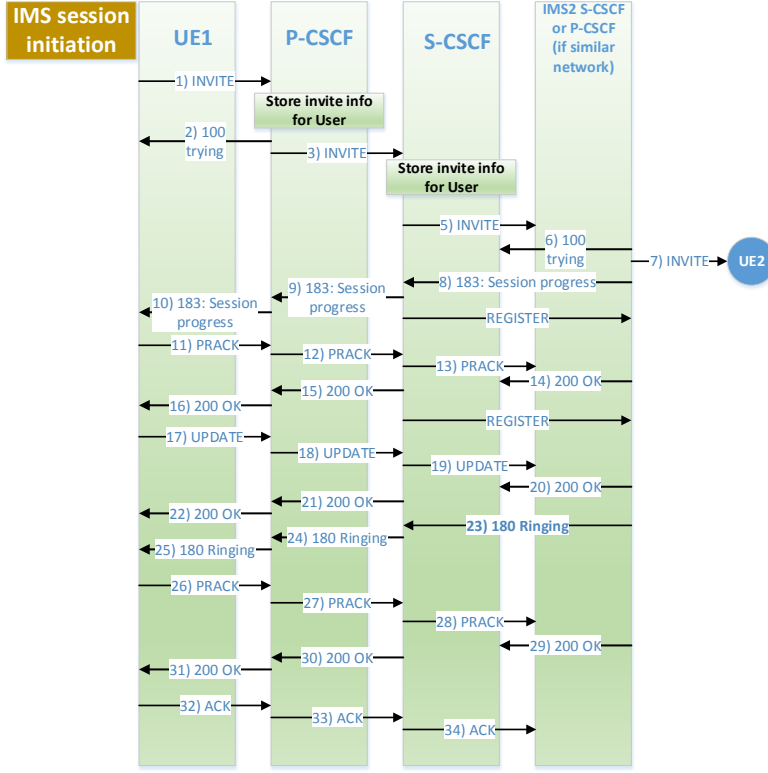 IMS session
initiation
UE1
P-CSCF
S-CSCF
IMS2 S-CSCF
or P-CSCF
(if similar
network)
1) INVITE
Store invite info
for User
2) 100
trying
3) INVITE
Store invite info
for User
5) INVITE
6) 100
trying
7) INVITE
UE2
8) 183: Session progress
9) 183: Session
progress
10) 183: Session
progress
REGISTER
11) PRACK
12) PRACK
13) PRACK
14) 200 OK
15) 200 OK
16) 200 OK
REGISTER
17) UPDATE
18) UPDATE
19) UPDATE
20) 200 OK
21) 200 OK
22) 200 OK
23) 180 Ringing
24) 180 Ringing
25) 180 Ringing
26) PRACK
27) PRACK
28) PRACK
29) 200 OK
30) 200 OK
31) 200 OK
32) ACK
33) ACK
34) ACK